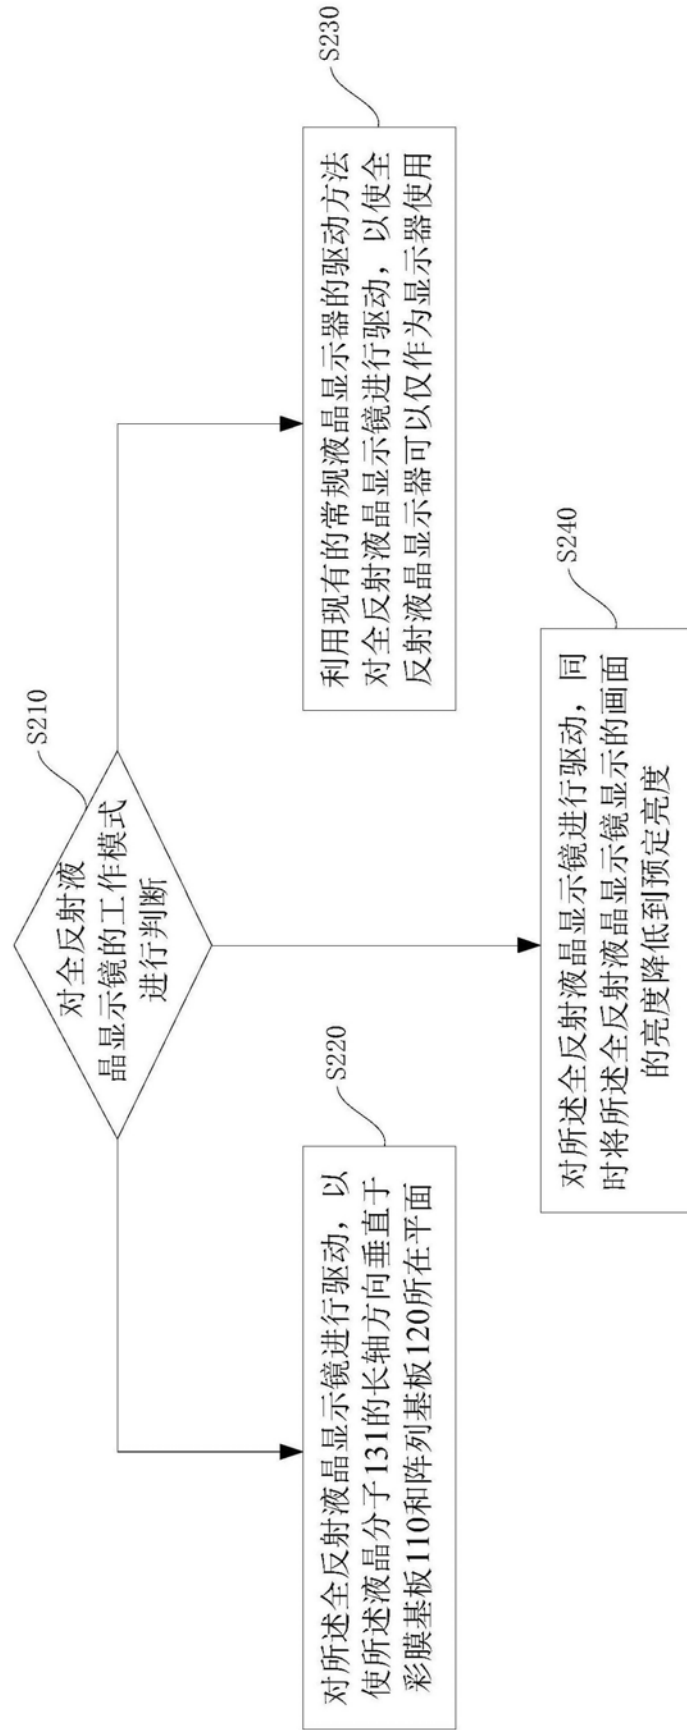 S210
对全反射液
晶显示镜的工作模式
进行判断
S220
对所述全反射液晶显示镜进行驱动，以
使所述液晶分子131的长轴方向垂直于
彩膜基板110和阵列基板120所在平面
S230
利用现有的常规液晶显示器的驱动方法
对全反射液晶显示镜进行驱动，以使全
反射液晶显示器可以仅作为显示器使用
S240
对所述全反射液晶显示镜进行驱动，同
时将所述全反射液晶显示镜显示的画面
的亮度降低到预定亮度